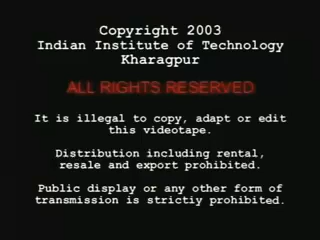 Copyright 2003
Indian Institute of Technology
Kharagpur
ALL RIGHTS RESERVED
It is illegal to copy, adapt or edit
this videotape.
Distribution including rental,
resale and export prohibited.
Public display or any other form of
transmission is strictiy prohibited.